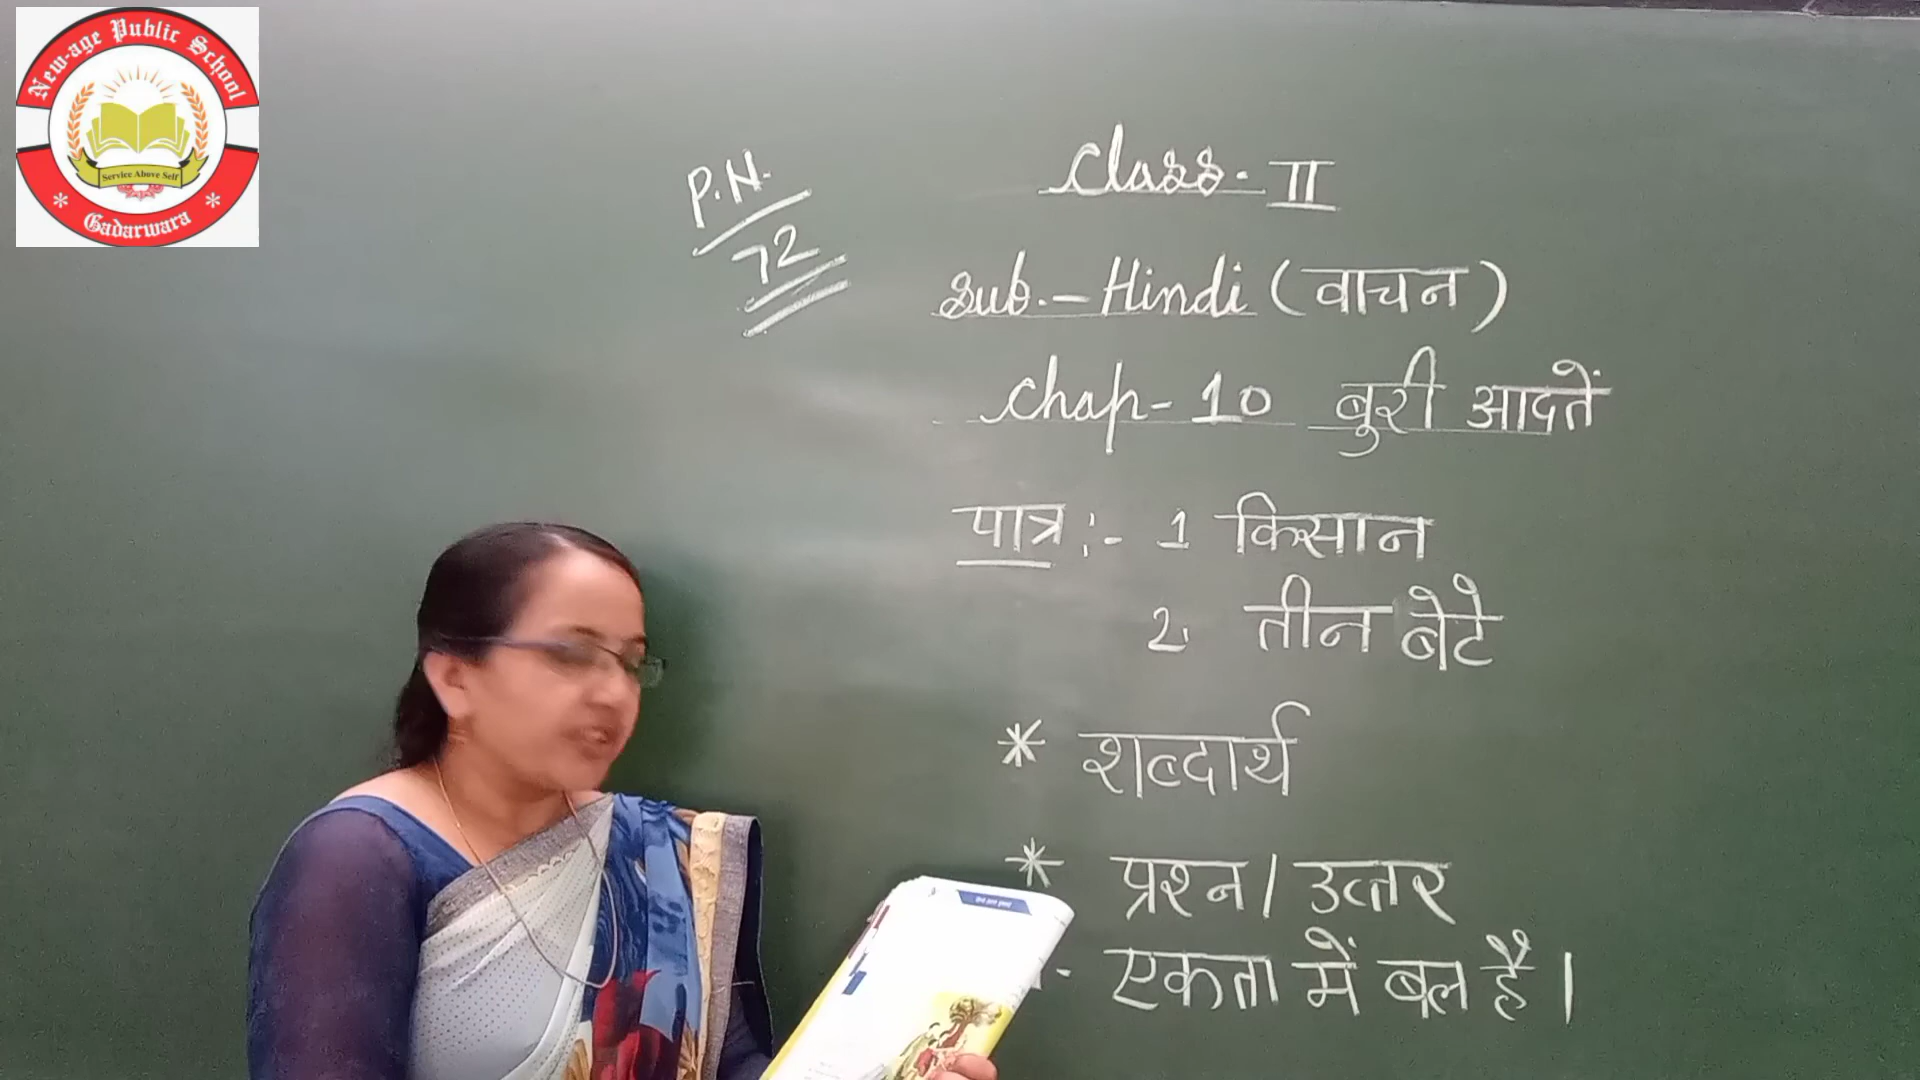 New-age Public School
Service Above Self
Gadarwara
P.N.
72
Class - II
Sub. - Hindi (वाचन)
Chap - 10 बुरी आदतें
पात्र :- 1 किसान
2. तीन बेटे
* शब्दार्थ
* प्रश्न / उत्तर
एकता में बल है।